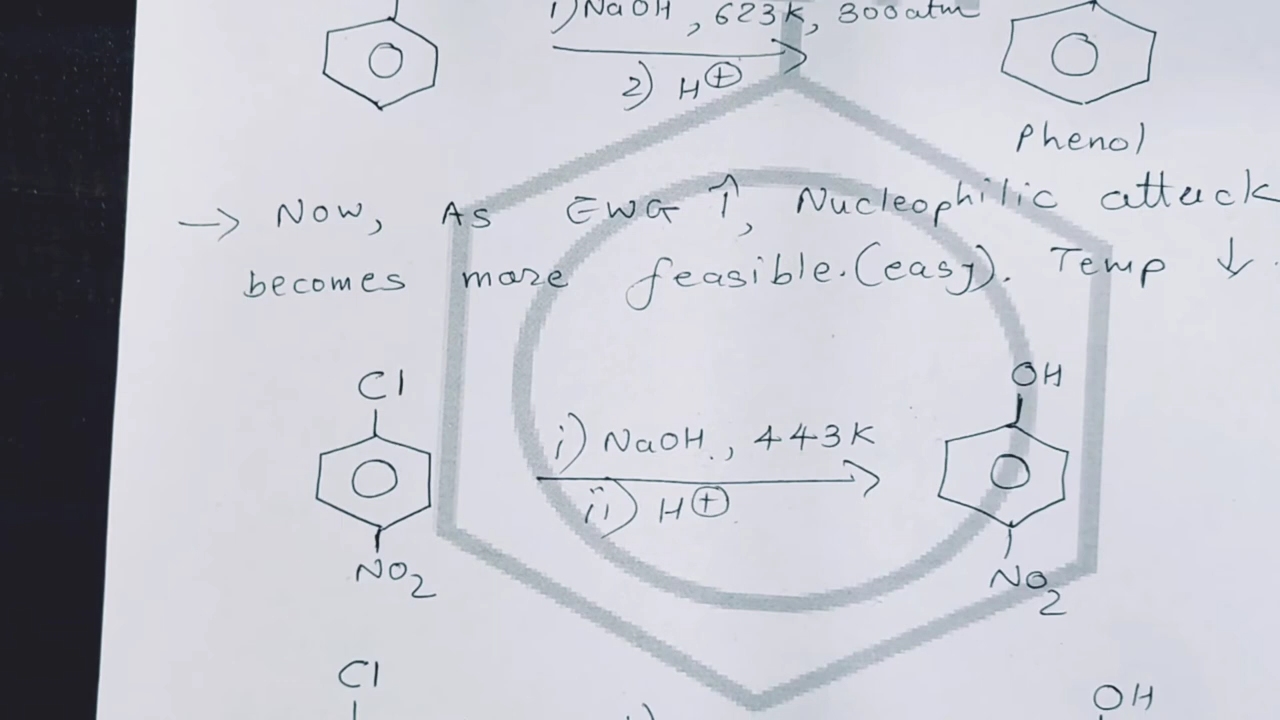 1) NaOH, 623K, 300atm
2) H⊕
Phenol
→ Now, As EWG ↑, Nucleophilic attack
becomes more feasible.(easy). Temp ↓.
Cl
OH
i) NaOH, 443K
ii) H⊕
NO2
NO2
Cl
OH